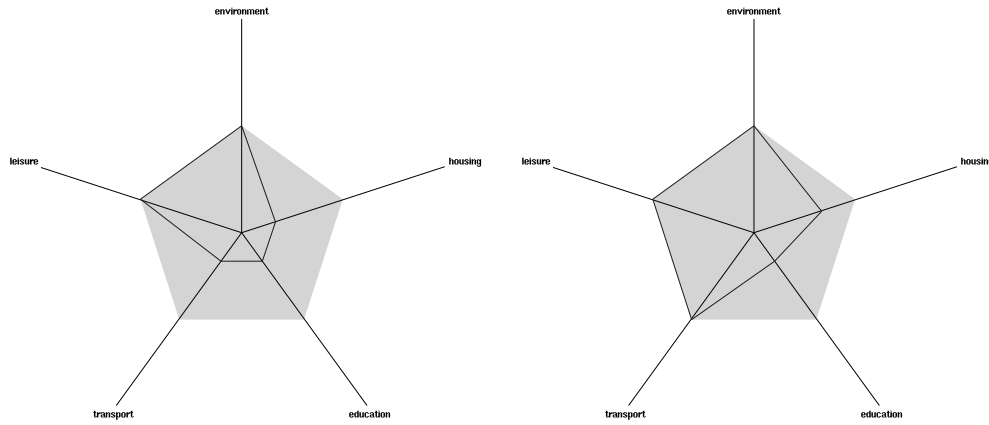 environment
leisure
housing
transport
education
environment
leisure
housin
transport
education